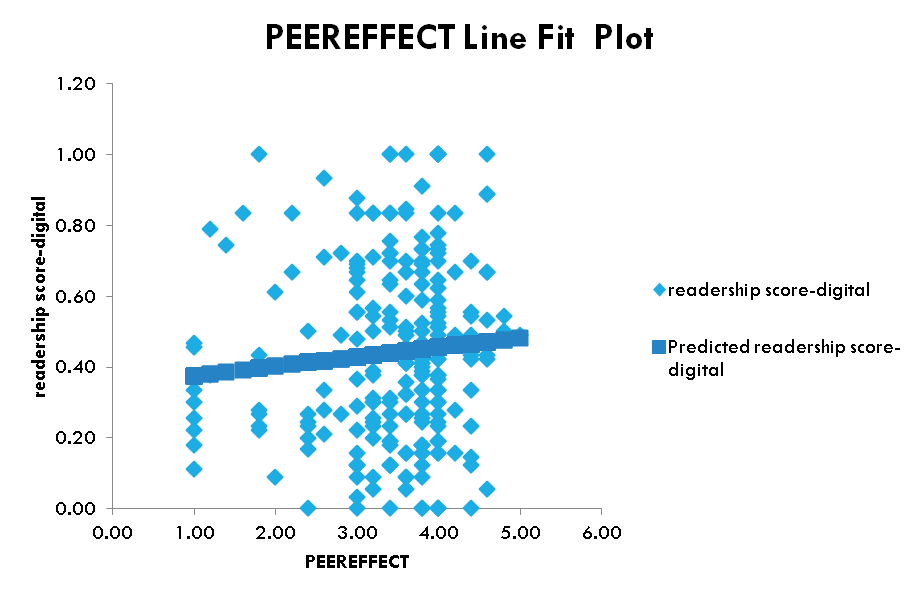 PEEREFFECT Line Fit  Plot
1.20
1.00
0.80
0.60
0.40
0.20
0.00
readership score-digital
0.00 1.00 2.00 3.00 4.00 5.00 6.00
PEEREFFECT
readership score-digital
Predicted readership score-
digital